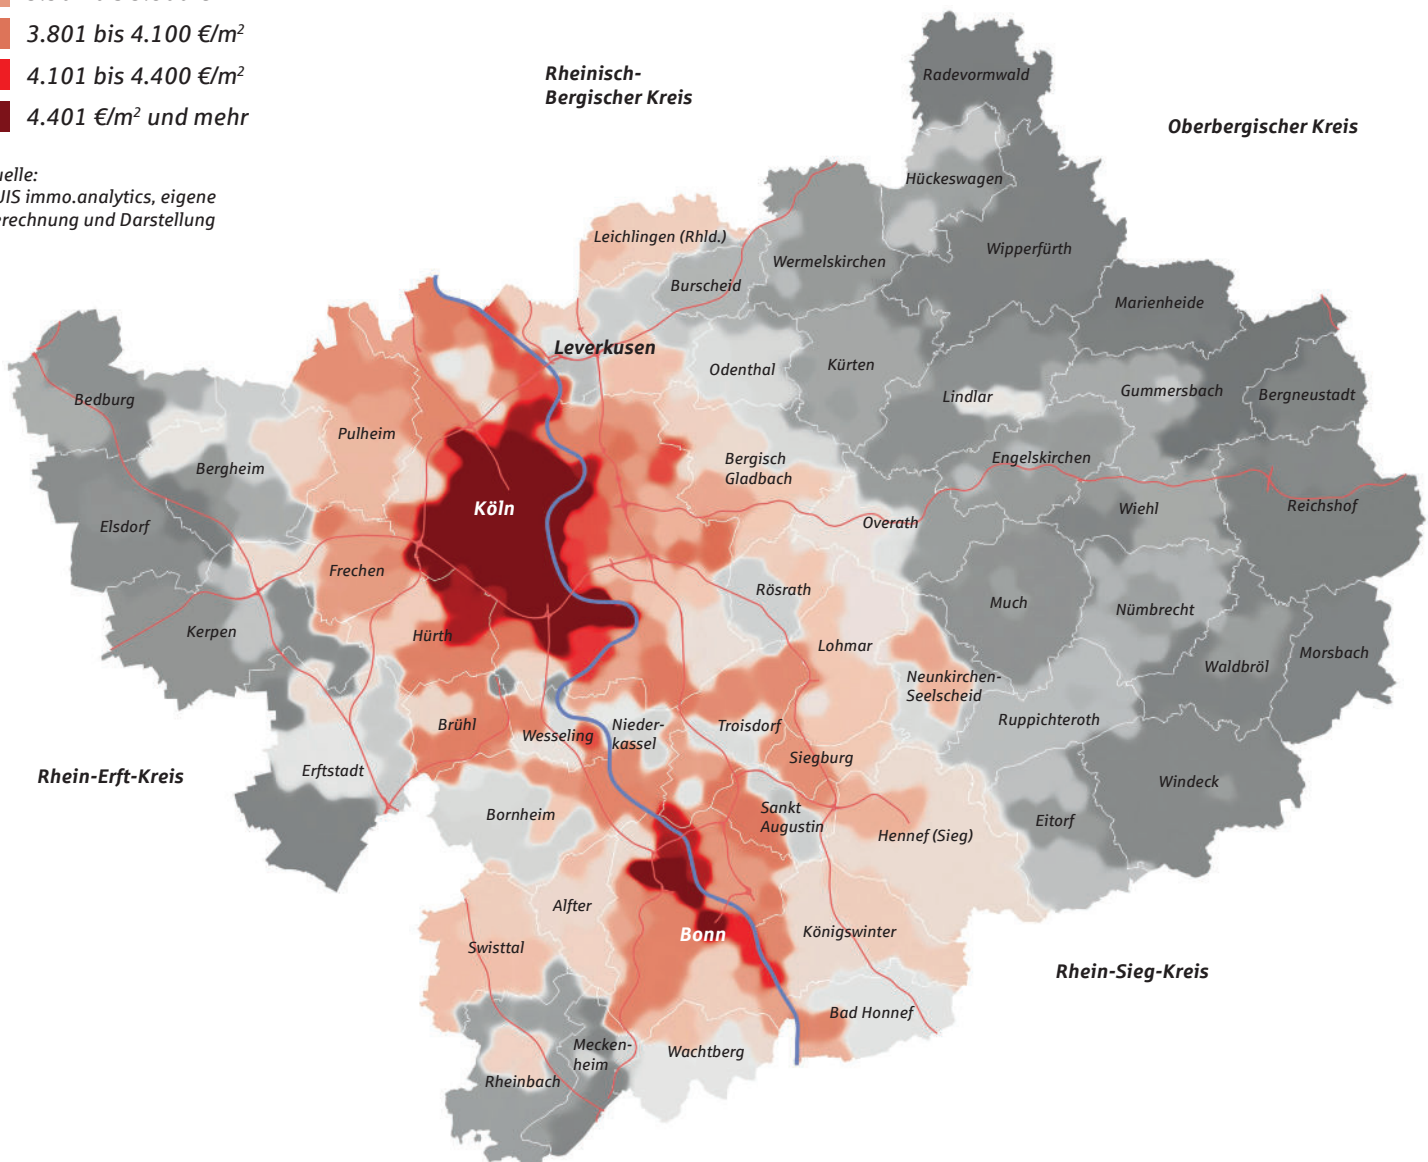 3.801 bis 4.100 €/m²
4.101 bis 4.400 €/m²
4.401 €/m² und mehr
uelle:
UIS immo.analytics, eigene
erechnung und Darstellung
Rheinisch-
Bergischer Kreis
Oberbergischer Kreis
Radevormwald
Hückeswagen
Leichlingen (Rhld.)
Wermelskirchen
Wipperfürth
Burscheid
Marienheide
Leverkusen
Odenthal
Kürten
Lindlar
Gummersbach
Bergneustadt
Bedburg
Pulheim
Bergheim
Bergisch
Gladbach
Engelskirchen
Köln
Elsdorf
Overath
Wiehl
Reichshof
Frechen
Rösrath
Much
Nümbrecht
Kerpen
Hürth
Lohmar
Waldbröl
Morsbach
Neunkirchen-
Seelscheid
Ruppichteroth
Brühl
Wesseling
Nieder-
kassel
Troisdorf
Siegburg
Rhein-Erft-Kreis
Erftstadt
Windeck
Bornheim
Sankt
Augustin
Hennef (Sieg)
Eitorf
Alfter
Swisttal
Bonn
Königswinter
Rhein-Sieg-Kreis
Bad Honnef
Mecken-
heim
Wachtberg
Rheinbach